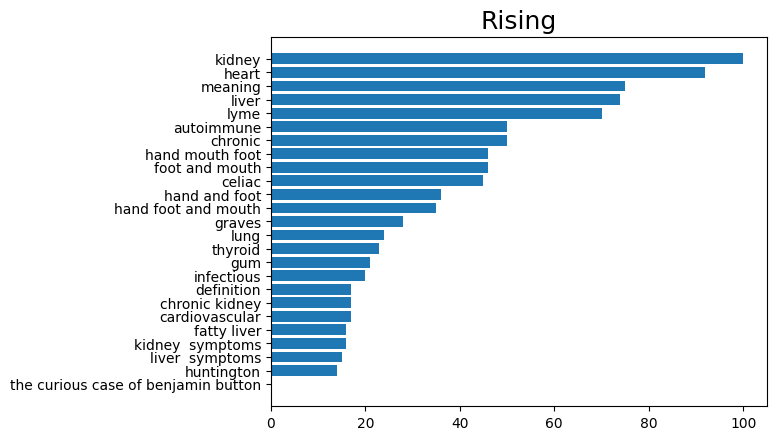 Rising
kidney
heart
meaning
liver
lyme
autoimmune
chronic
hand mouth foot
foot and mouth
celiac
hand and foot
hand foot and mouth
graves
lung
thyroid
gum
infectious
definition
chronic kidney
cardiovascular
fatty liver
kidney  symptoms
liver  symptoms
huntington
the curious case of benjamin button
0 20 40 60 80 100